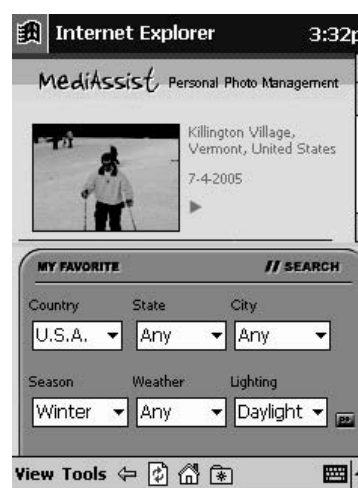 Internet Explorer 3:32p
MediAssist Personal Photo Management
Killington Village,
Vermont, United States
7-4-2005
MY FAVORITE // SEARCH
Country State City
U.S.A. Any Any
Season Weather Lighting
Winter Any Daylight
View Tools